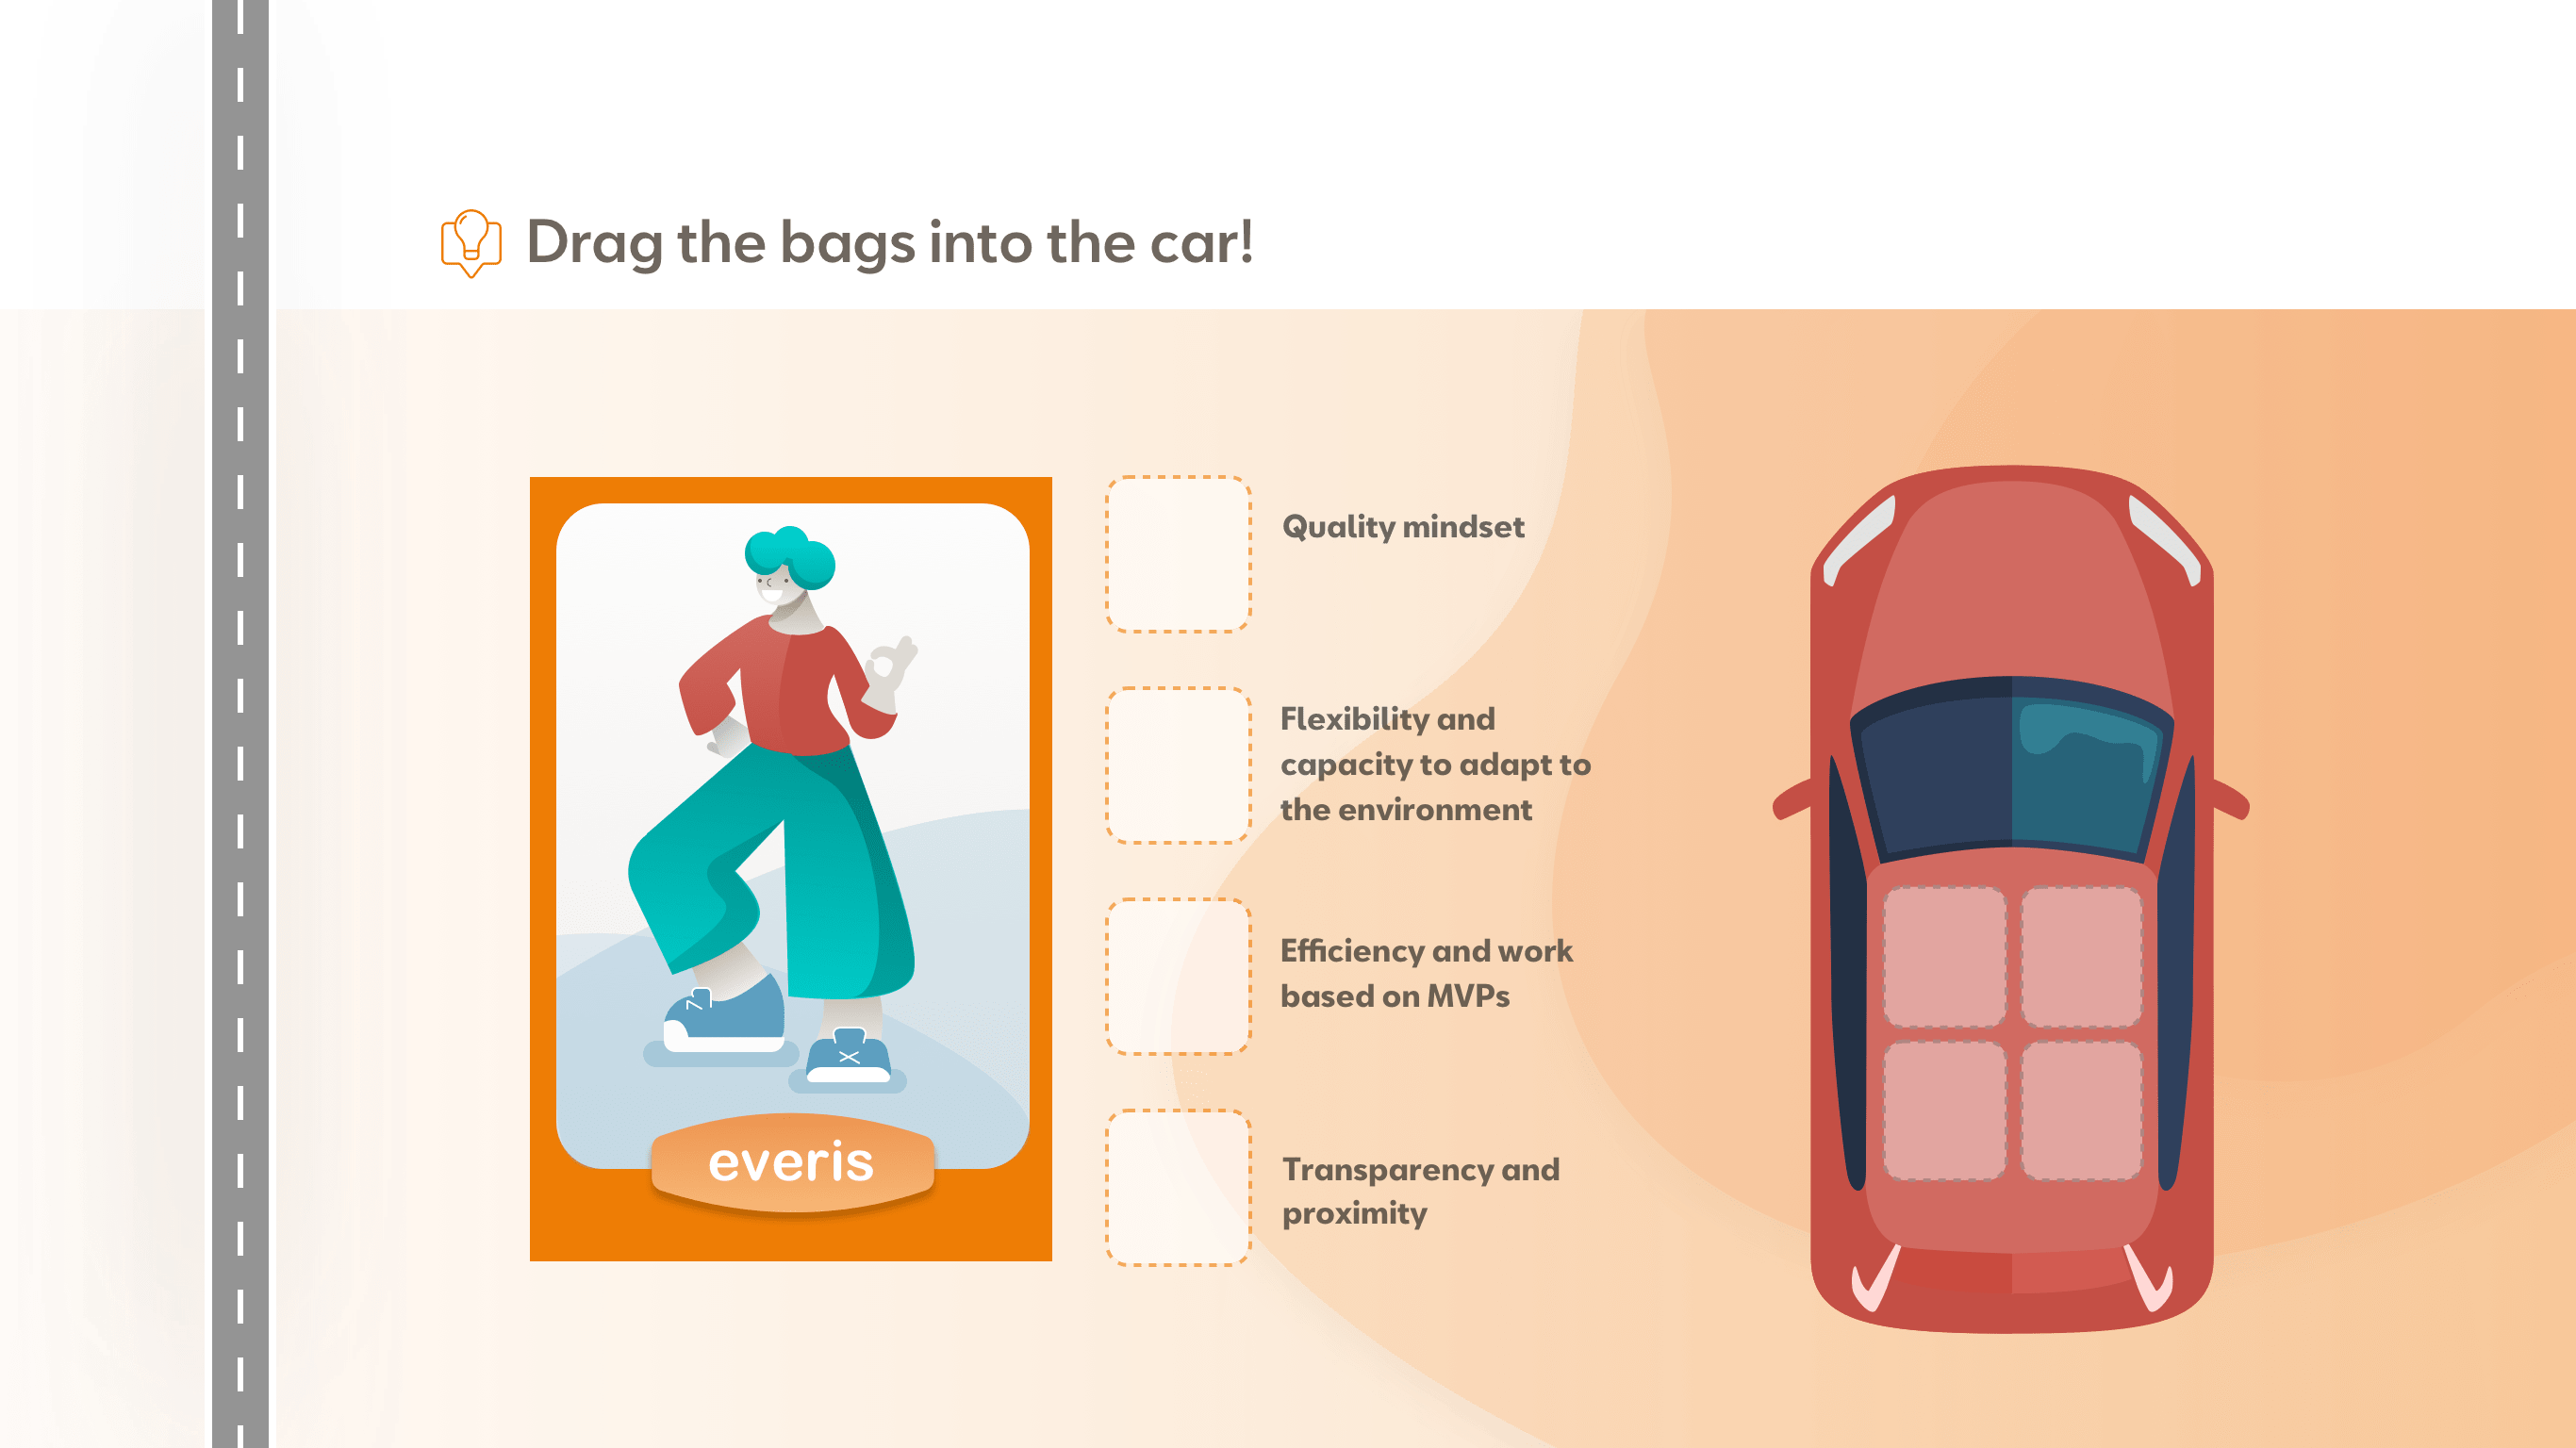 Drag the bags into the car!
Quality mindset
Flexibility and
capacity to adapt to
the environment
Efficiency and work
based on MVPs
Transparency and
proximity
everis